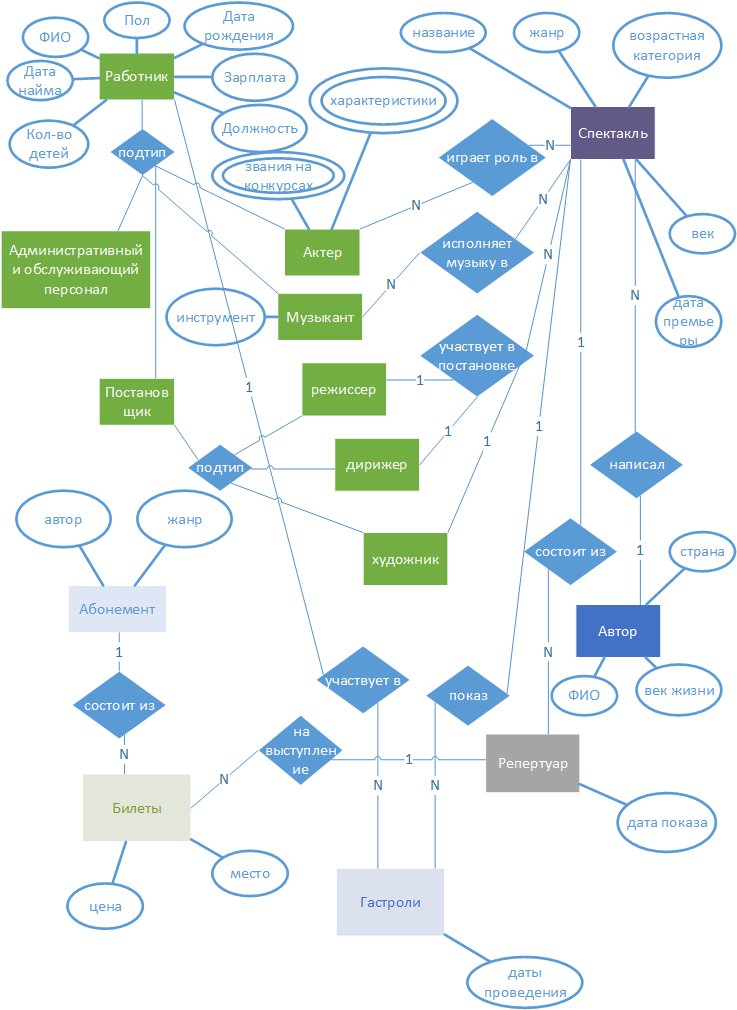 ФИО
Пол
Дата
рождения
название
жанр
возрастная
категория
Дата
найма
Работник
Зарплата
характеристики
Кол-во
детей
Должность
Спектакль
подтип
звания на
конкурсах
играет роль в
N
N
N
Административный
и обслуживающий
персонал
Актер
исполняет
музыку в
век
N
N
N
инструмент
Музыкант
дата
премье
ры
участвует в
постановке
1
Постанов
щик
режиссер
1
1
дирижер
1
1
1
подтип
написал
автор
жанр
художник
состоит из
1
страна
Абонемент
1
Автор
N
состоит из
участвует в
показ
ФИО
век жизни
N
на
выступлен
ие
N
1
Репертуар
N
N
Билеты
дата показа
место
цена
Гастроли
даты
проведения